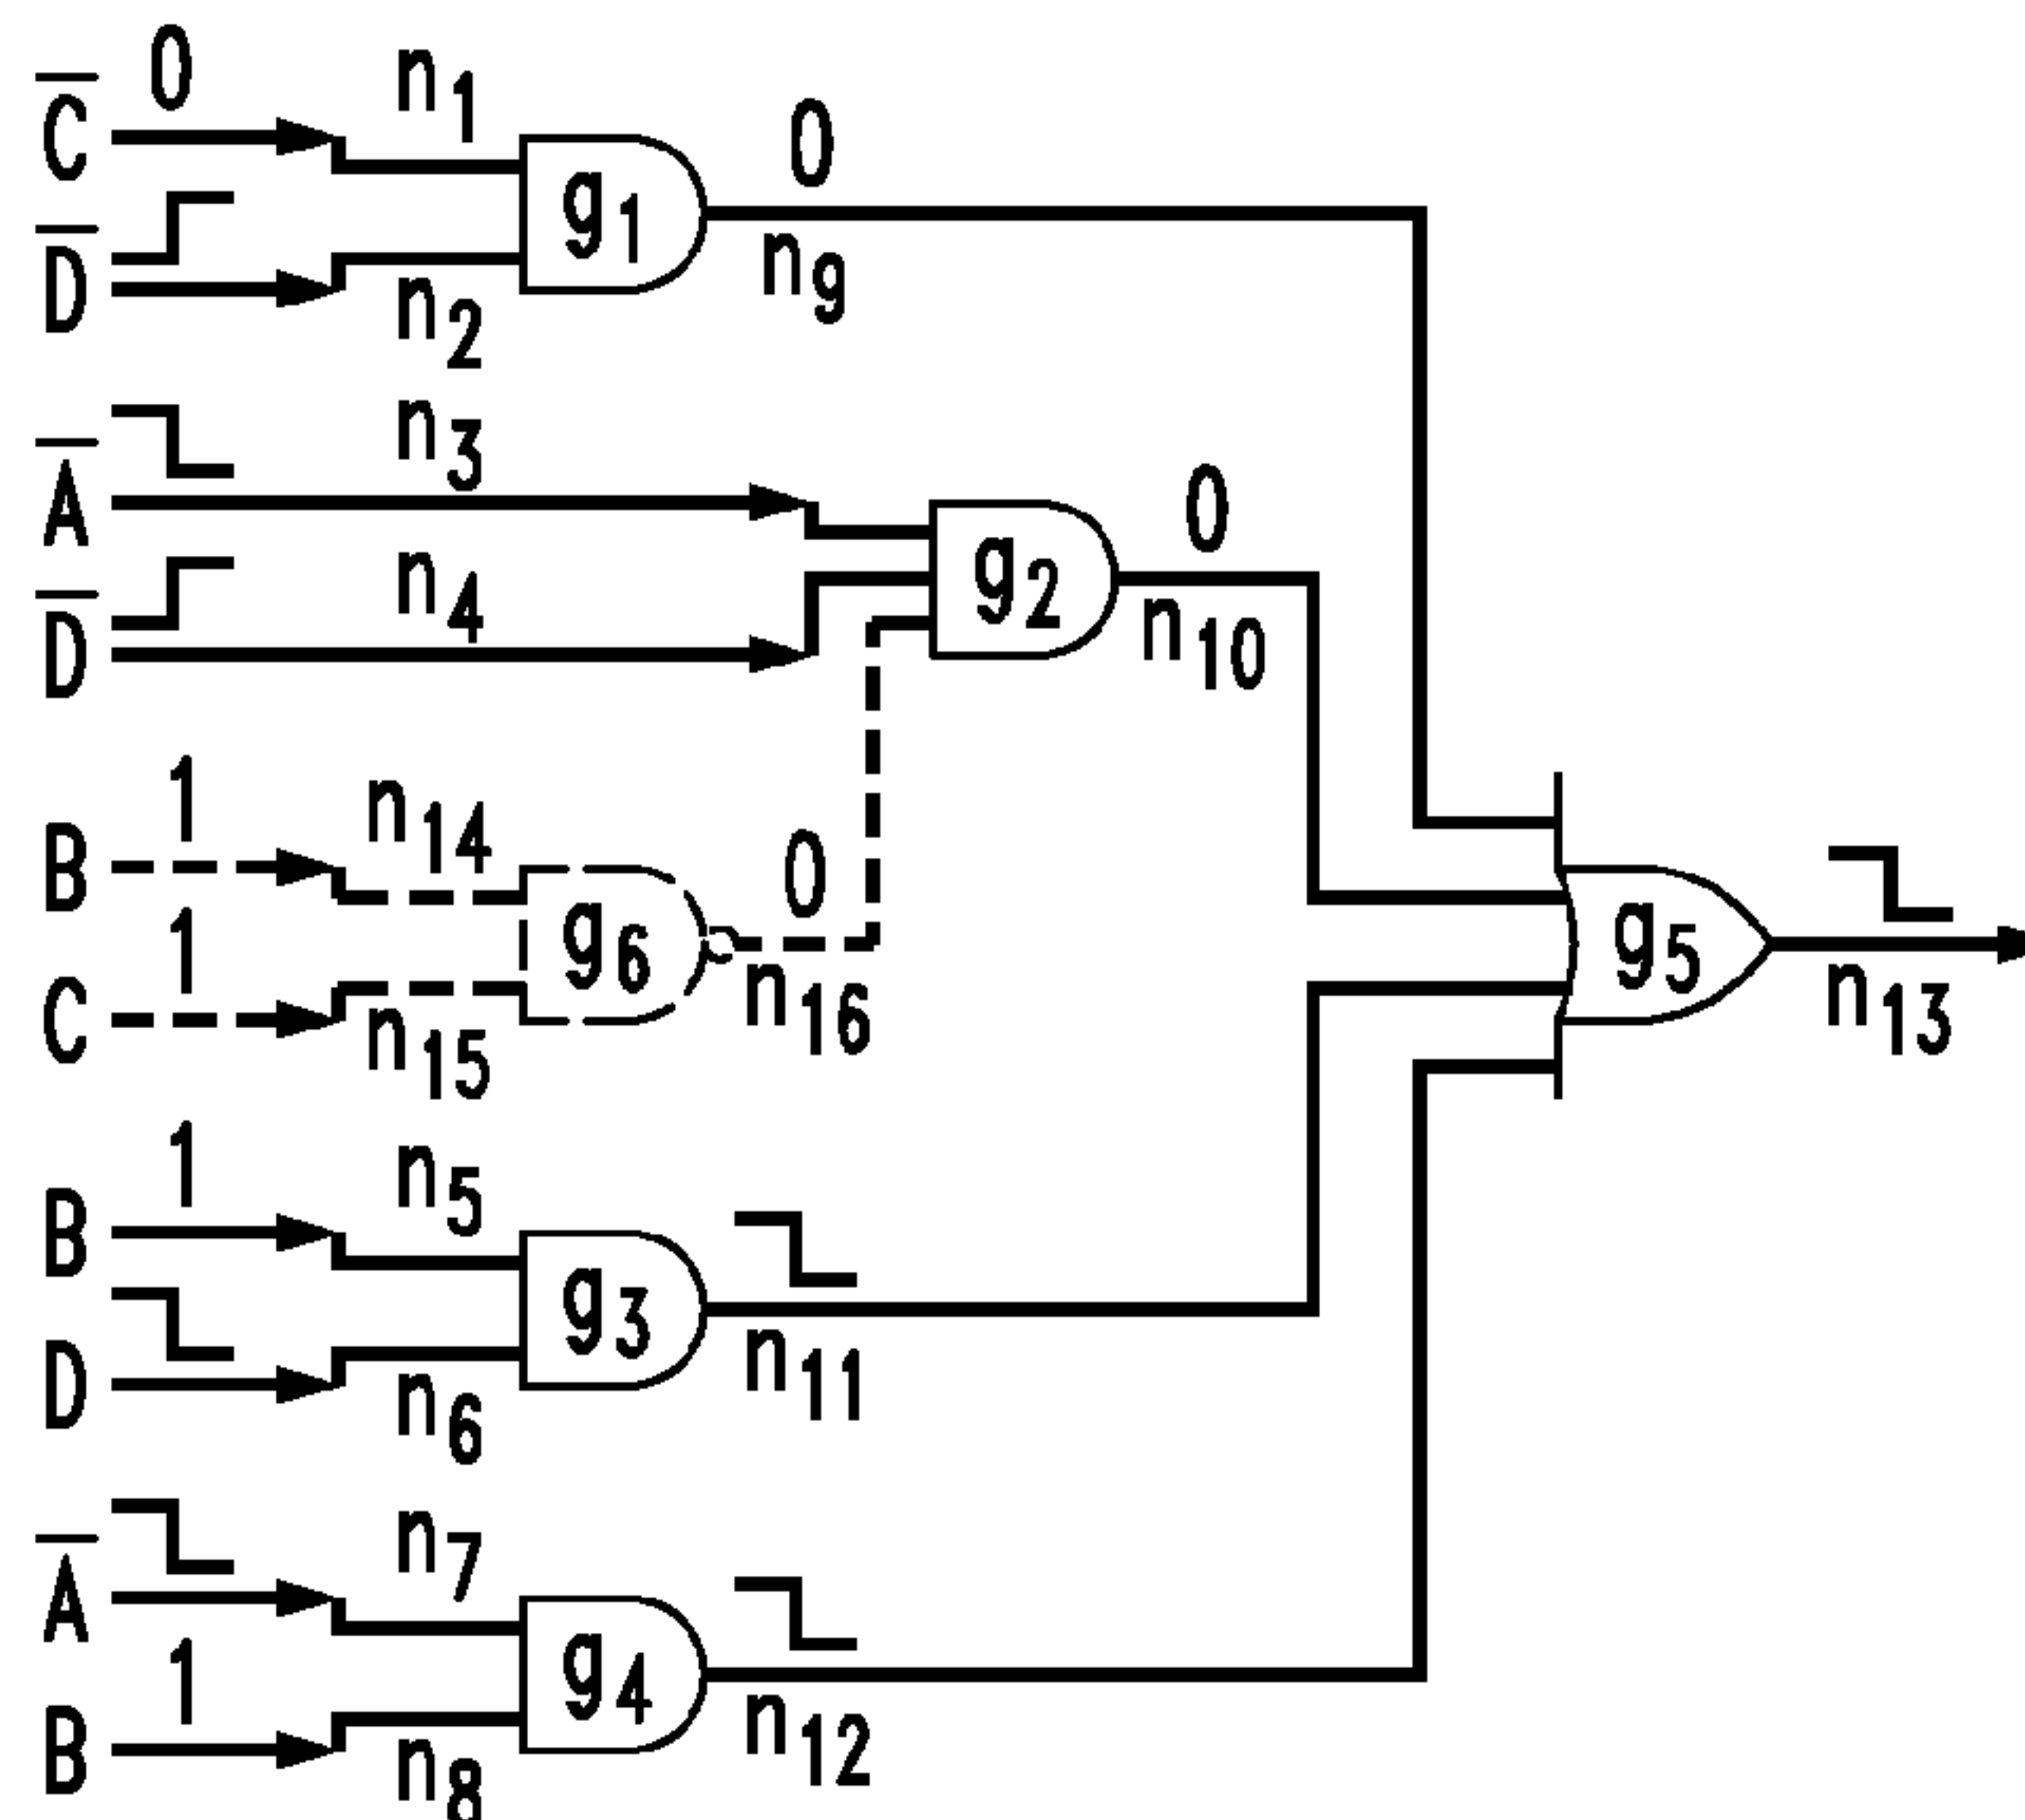 C̅ 0 n1
g1 0
D̅ n2 n9
A̅ n3
g2 0
D̅ n4 n10
B 1 n14
g6 0 n16
C 1 n15
g5 n13
B 1 n5
g3 n11
D n6
A̅ n7
g4 n12
B 1 n8